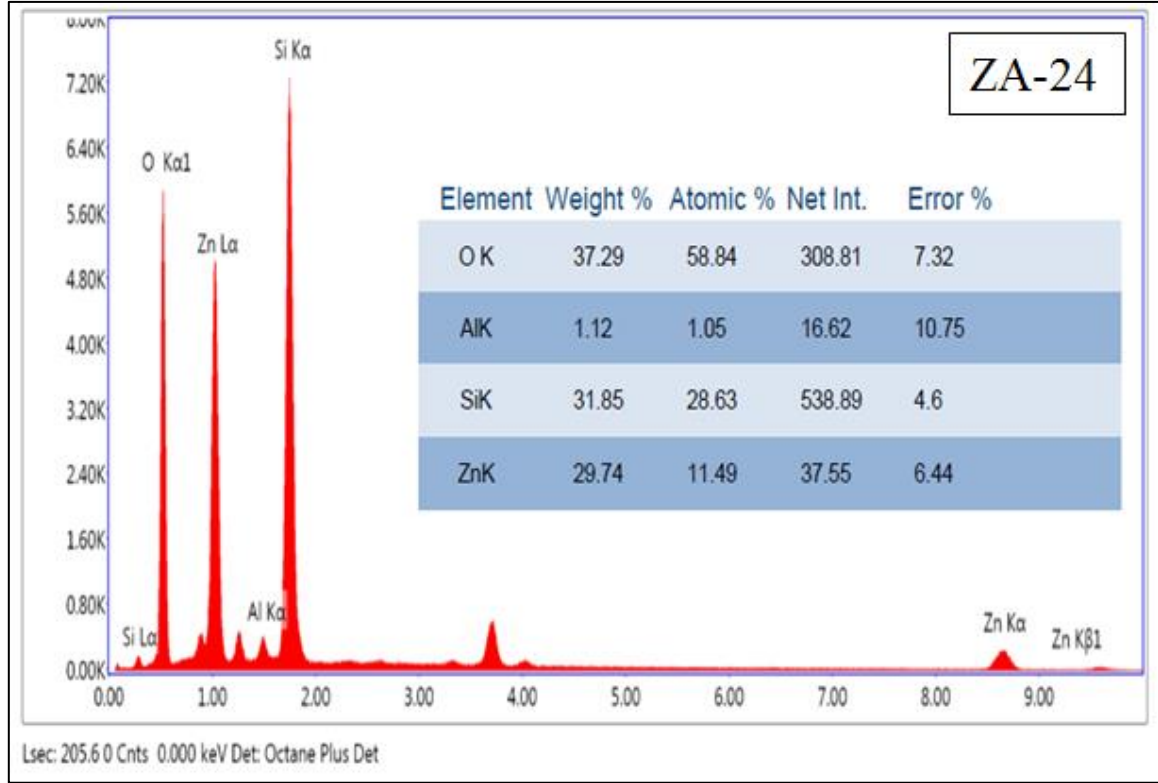 8.00K
ZA-24
Si Kα
7.20K
6.40K
O Kα1
5.60K
Zn Lα
4.80K
4.00K
3.20K
2.40K
1.60K
0.80K
0.00K
Element Weight % Atomic % Net Int. Error %
O K 37.29 58.84 308.81 7.32
AlK 1.12 1.05 16.62 10.75
SiK 31.85 28.63 538.89 4.6
ZnK 29.74 11.49 37.55 6.44
Si Lα
Al Kα
Zn Kα
Zn Kβ1
0.00 1.00 2.00 3.00 4.00 5.00 6.00 7.00 8.00 9.00
Lsec: 205.6 0 Cnts 0.000 keV Det: Octane Plus Det